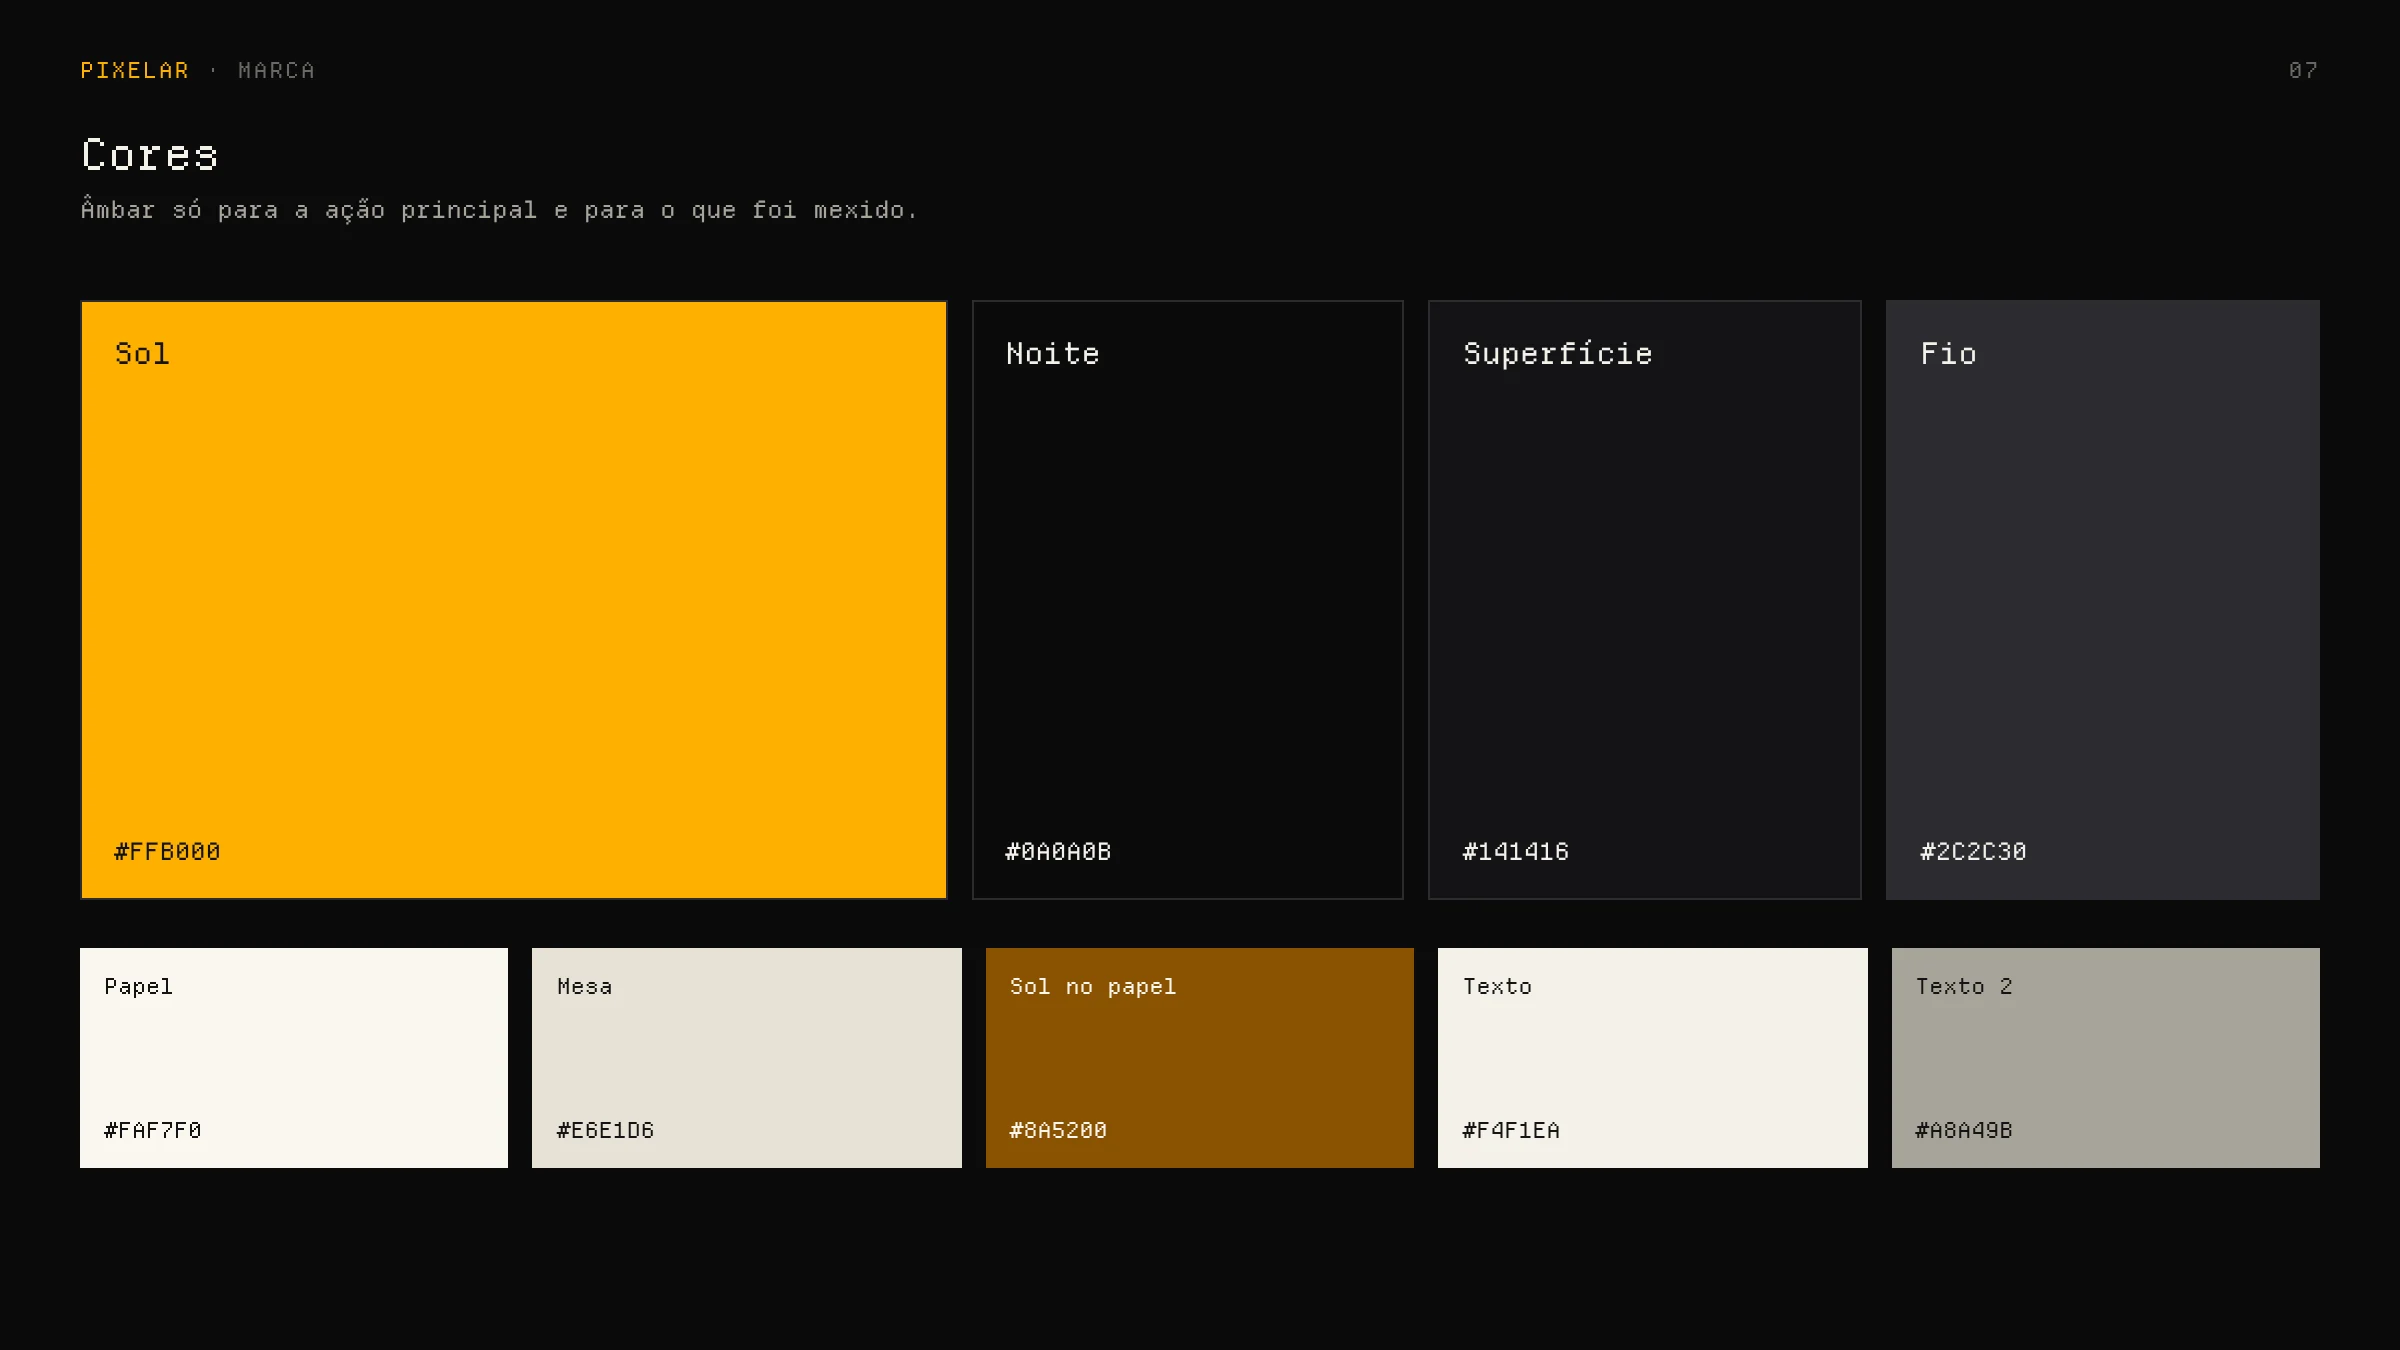 PIXELAR · MARCA
07
Cores
Âmbar só para a ação principal e para o que foi mexido.
Sol
Noite
Superfície
Fio
#FFB000
#0A0A0B
#141416
#2C2C30
Papel
Mesa
Sol no papel
Texto
Texto 2
#FAF7F0
#E6E1D6
#8A5200
#F4F1EA
#A8A49B